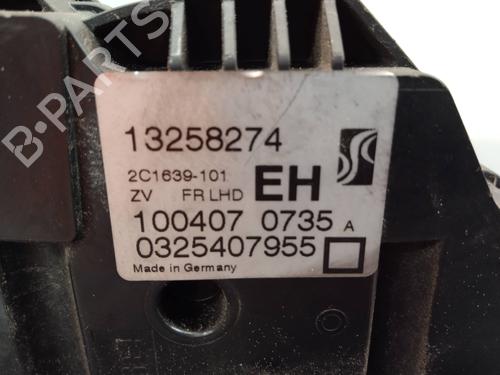 13258274
2C1639-101
ZV FR LHD EH
100407 0735 A
0325407955
Made in Germany
B-PARTS